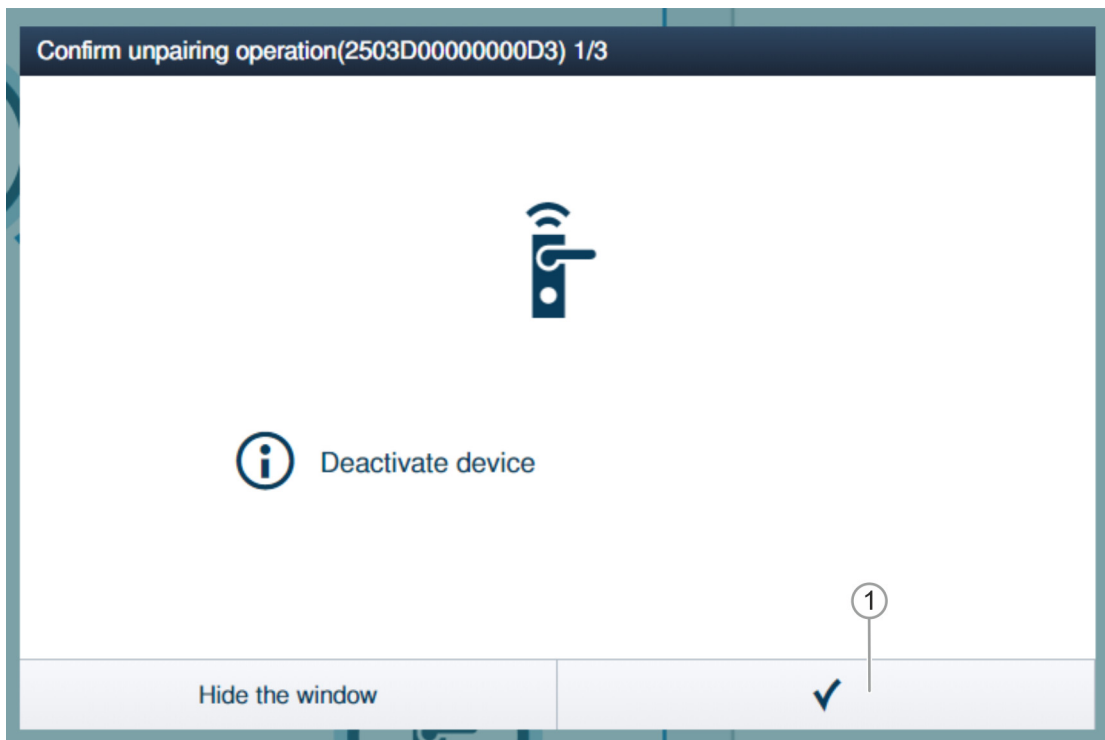 Confirm unpairing operation(2503D00000000D3) 1/3
Deactivate device
1
Hide the window